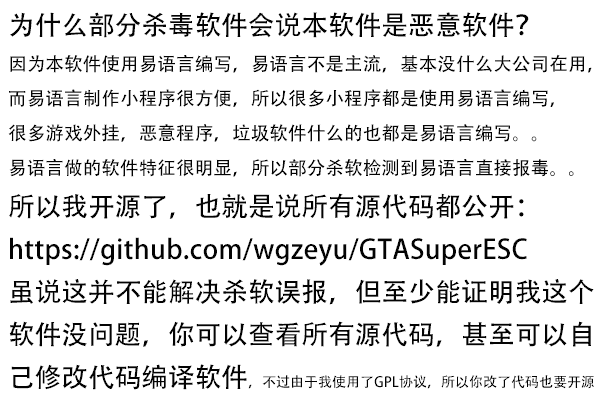 为什么部分杀毒软件会说本软件是恶意软件？
因为本软件使用易语言编写，易语言不是主流，基本没什么大公司在用，
而易语言制作小程序很方便，所以很多小程序都是使用易语言编写，
很多游戏外挂，恶意程序，垃圾软件什么的也都是易语言编写。。
易语言做的软件特征很明显，所以部分杀软检测到易语言直接报毒。。
所以我开源了，也就是说所有源代码都公开：
https://github.com/wgzeyu/GTASuperESC
虽说这并不能解决杀软误报，但至少能证明我这个
软件没问题，你可以查看所有源代码，甚至可以自
己修改代码编译软件，不过由于我使用了GPL协议，所以你改了代码也要开源